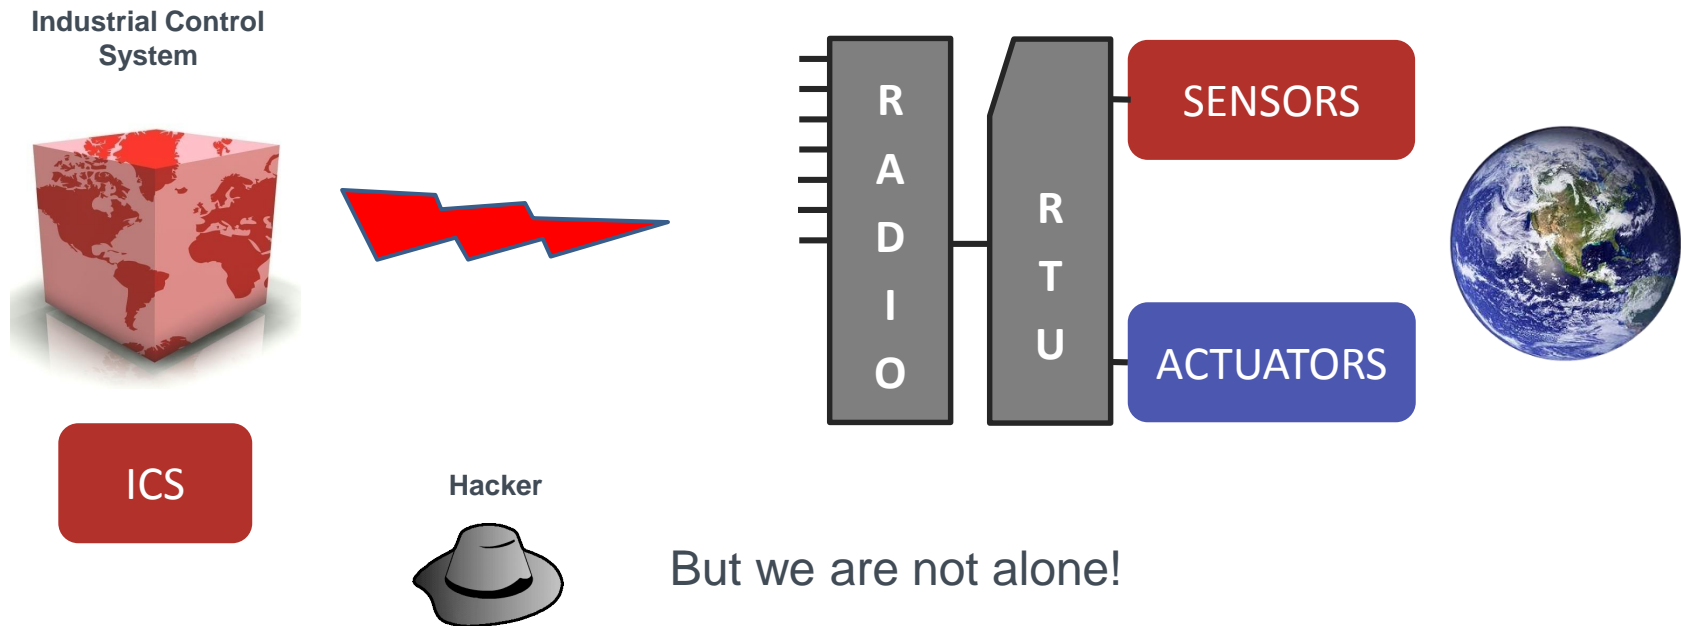 Industrial Control
System
R
A
D
I
O
R
T
U
SENSORS
ACTUATORS
ICS
Hacker
But we are not alone!